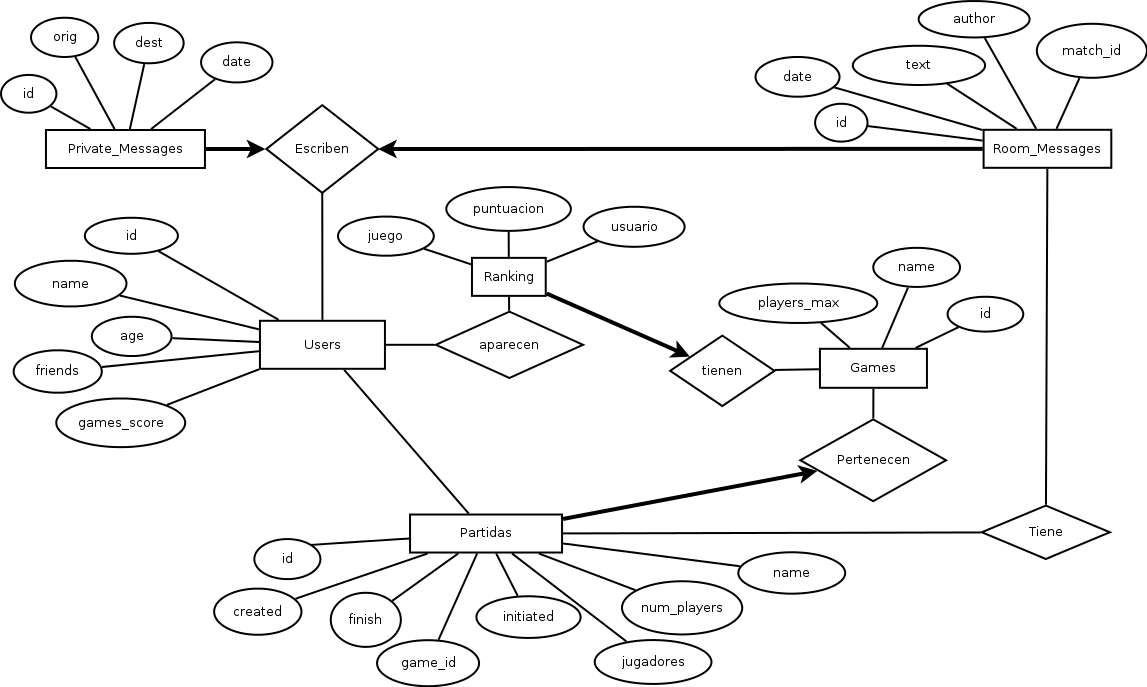 author
orig
dest
match_id
date
text
date
id
id
Private_Messages
Escriben
Room_Messages
puntuacion
usuario
id
juego
name
Ranking
name
players_max
id
age
Users
aparecen
Games
friends
tienen
games_score
Pertenecen
Partidas
Tiene
id
name
created
finish
initiated
num_players
game_id
jugadores